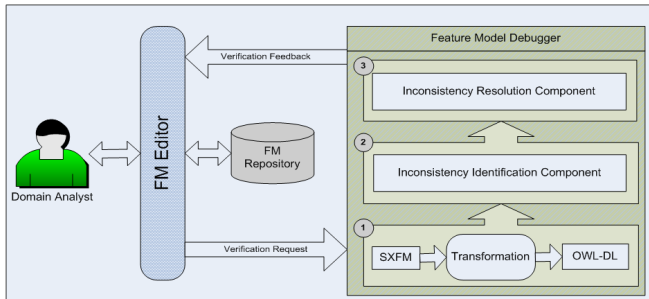 Feature Model Debugger
Verification Feedback
3
Inconsistency Resolution Component
FM Editor
FM
Repository
2
Inconsistency Identification Component
Domain Analyst
1
Verification Request
SXFM
Transformation
OWL-DL